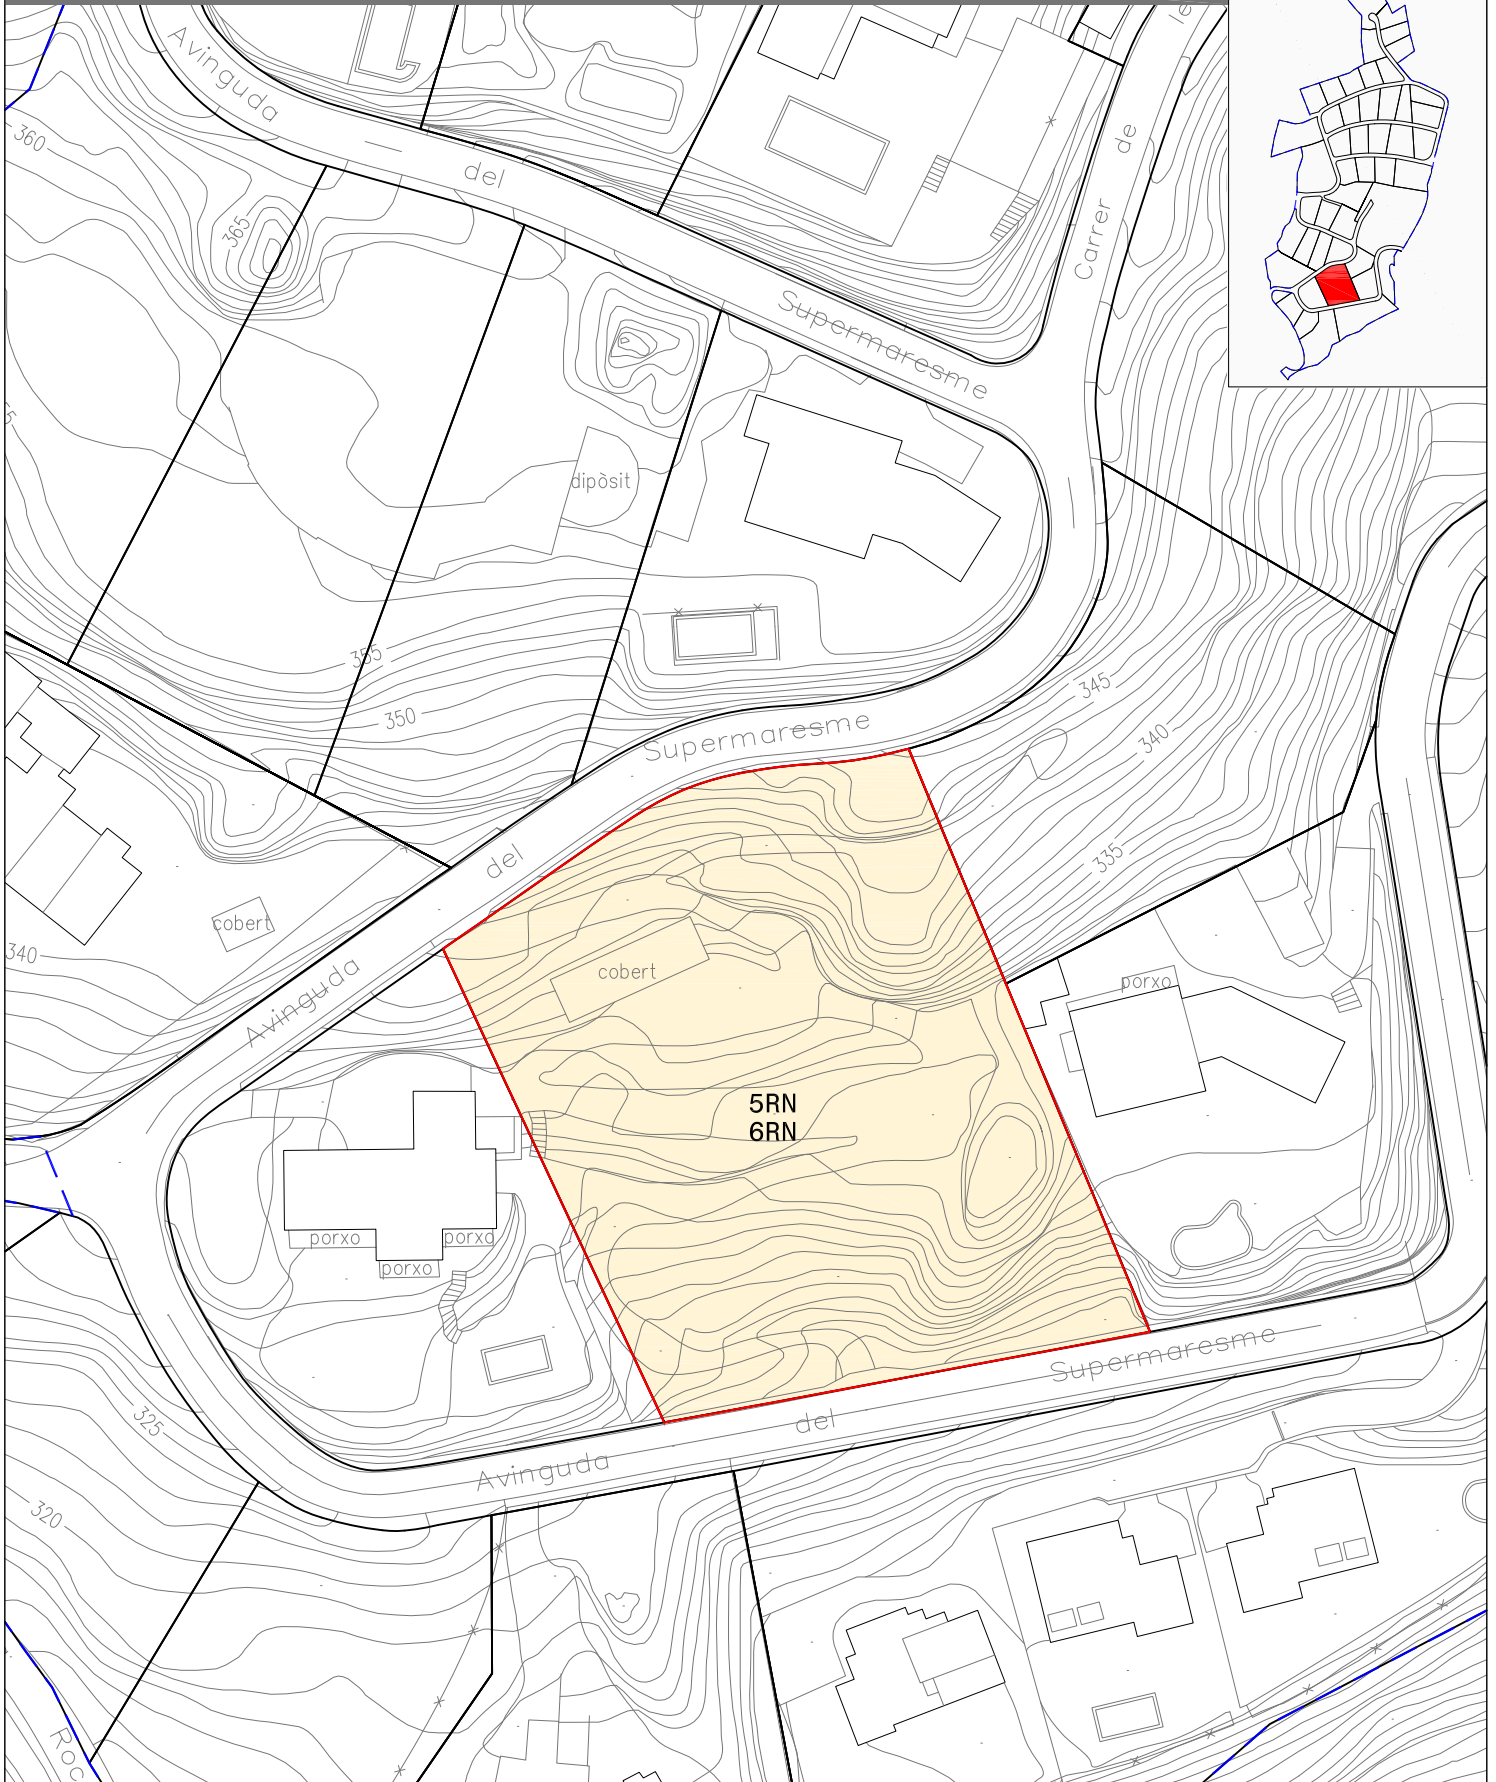 Avinguda
del
Supermaresme
Carrer
de
360
365
dipòsit
355
350
345
340
335
Supermaresme
del
Avinguda
cobert
340
cobert
porxo
5RN
6RN
porxo
porxo
porxo
Supermaresme
del
Avinguda
325
320